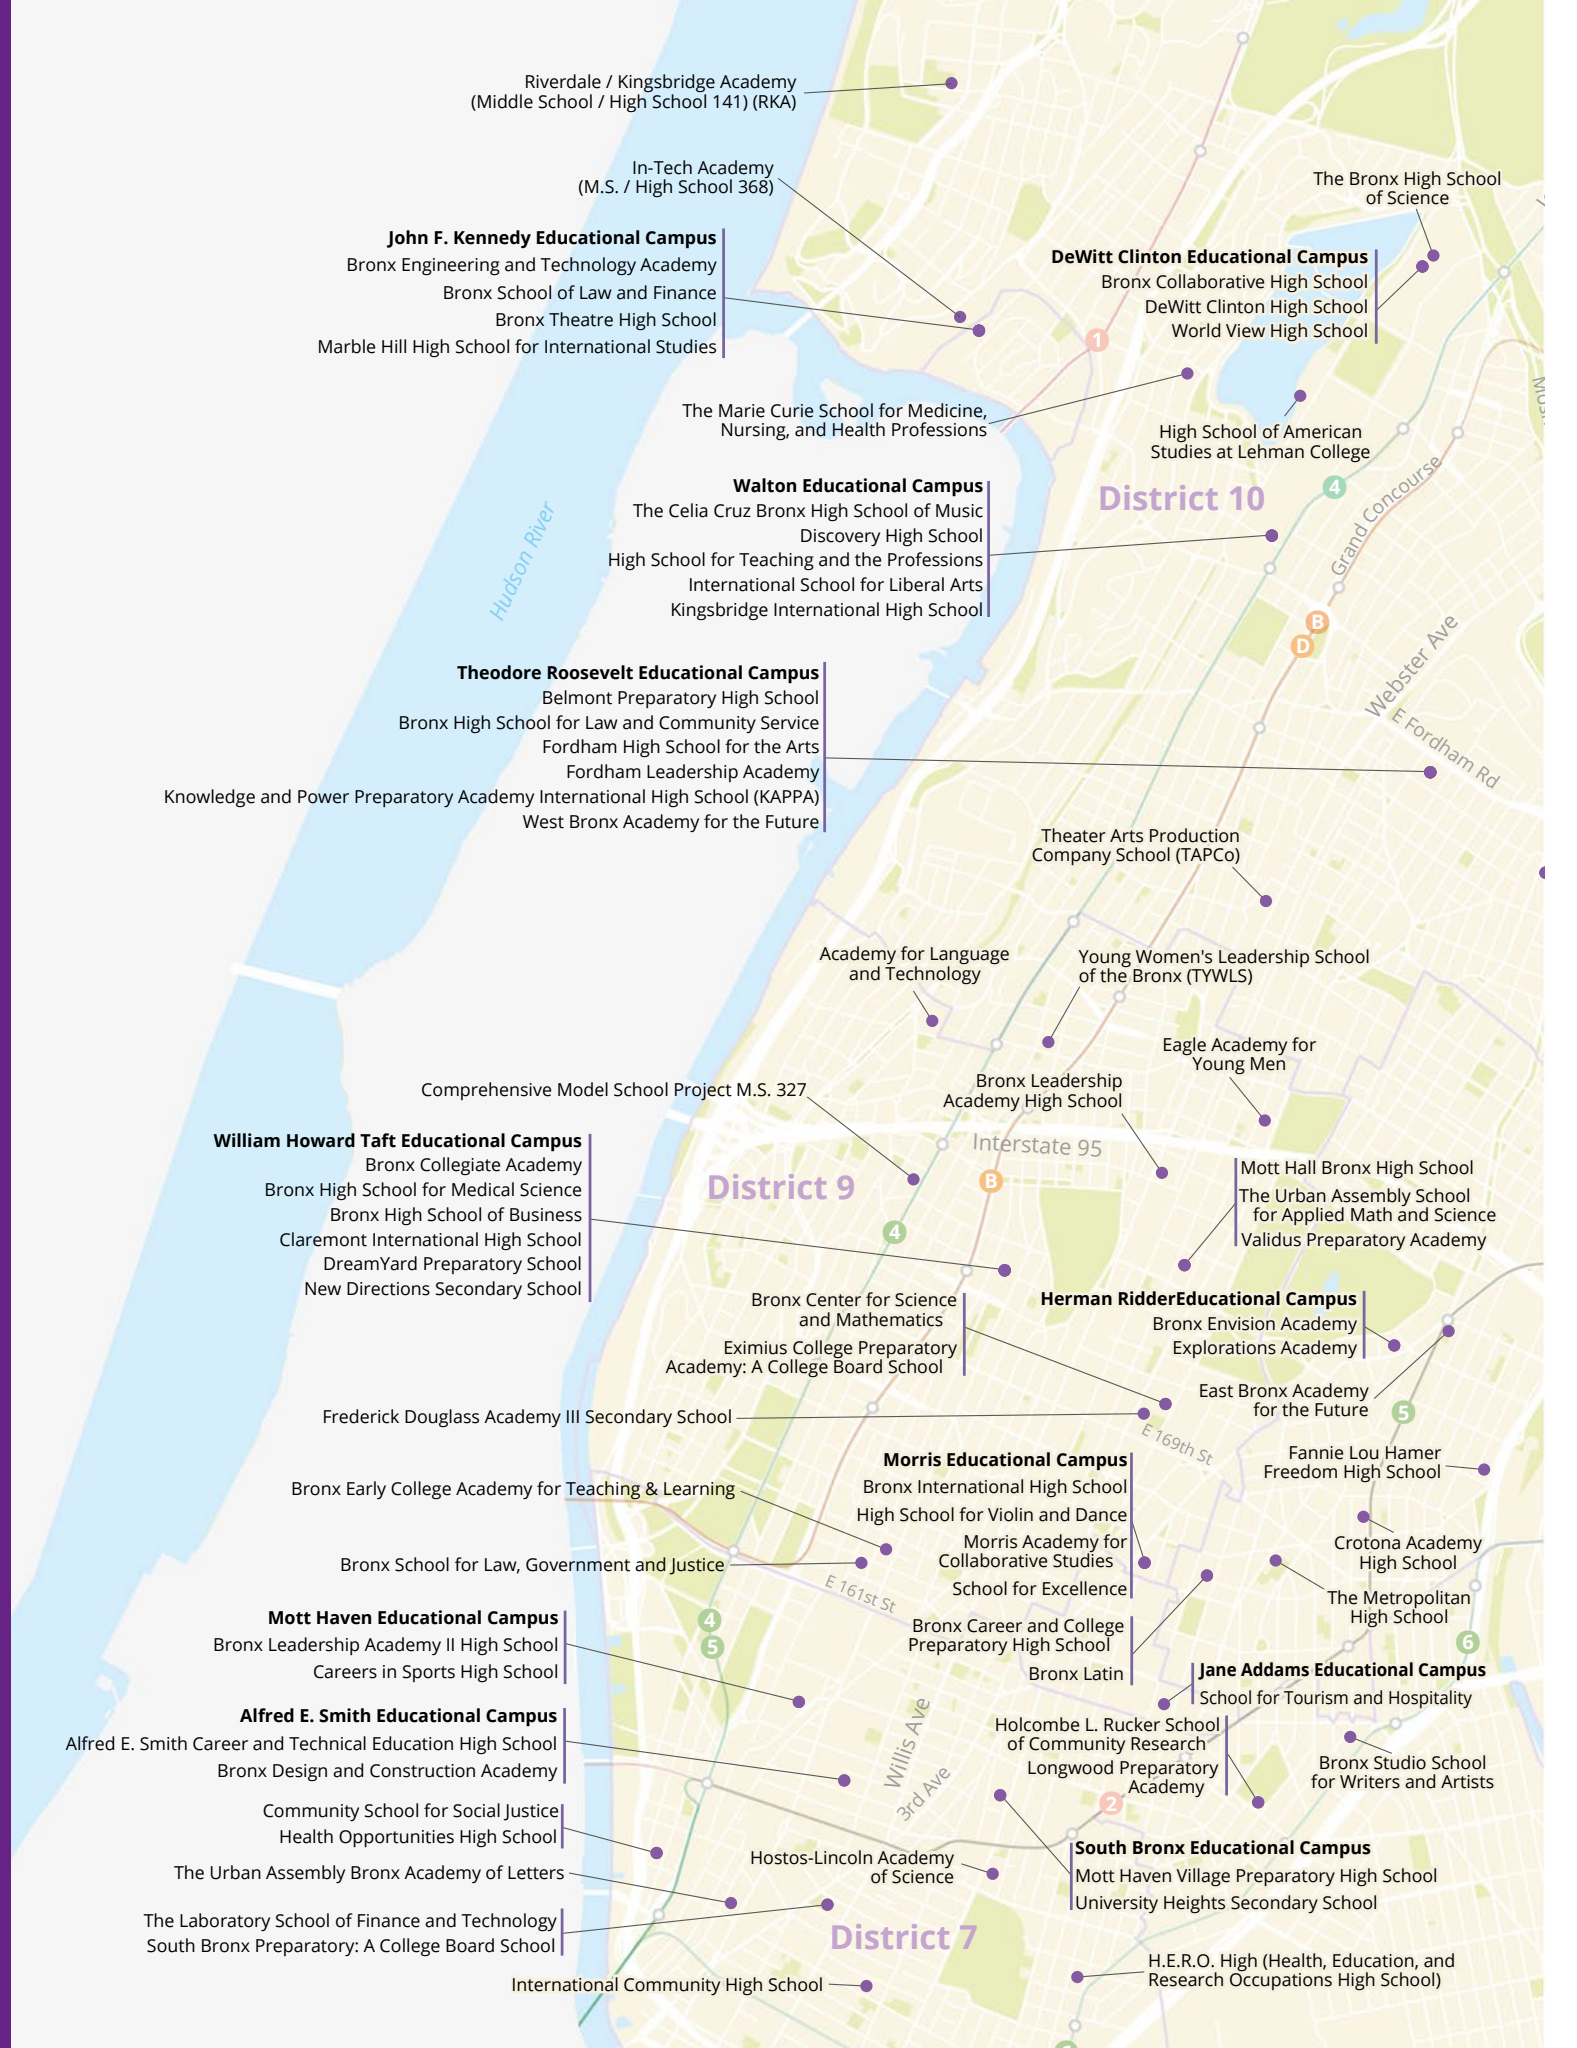 Riverdale / Kingsbridge Academy
(Middle School / High School 141) (RKA)
In-Tech Academy
(M.S. / High School 368)
The Bronx High School
of Science
John F. Kennedy Educational Campus
Bronx Engineering and Technology Academy
Bronx School of Law and Finance
Bronx Theatre High School
Marble Hill High School for International Studies
DeWitt Clinton Educational Campus
Bronx Collaborative High School
DeWitt Clinton High School
World View High School
1
The Marie Curie School for Medicine,
Nursing, and Health Professions
High School of American
Studies at Lehman College
Walton Educational Campus
The Celia Cruz Bronx High School of Music
Discovery High School
High School for Teaching and the Professions
International School for Liberal Arts
Kingsbridge International High School
District 10
4
Grand Concourse
Hudson River
B
D
Webster Ave
E Fordham Rd
Theodore Roosevelt Educational Campus
Belmont Preparatory High School
Bronx High School for Law and Community Service
Fordham High School for the Arts
Fordham Leadership Academy
Knowledge and Power Preparatory Academy International High School (KAPPA)
West Bronx Academy for the Future
Theater Arts Production
Company School (TAPCo)
Academy for Language
and Technology
Young Women's Leadership School
of the Bronx (TYWLS)
Eagle Academy for
Young Men
Bronx Leadership
Academy High School
Comprehensive Model School Project M.S. 327
Interstate 95
William Howard Taft Educational Campus
Bronx Collegiate Academy
Bronx High School for Medical Science
Bronx High School of Business
Claremont International High School
DreamYard Preparatory School
New Directions Secondary School
District 9
B
4
Mott Hall Bronx High School
The Urban Assembly School
for Applied Math and Science
Validus Preparatory Academy
Bronx Center for Science
and Mathematics
Eximius College Preparatory
Academy: A College Board School
Herman RidderEducational Campus
Bronx Envision Academy
Explorations Academy
East Bronx Academy
for the Future
5
Frederick Douglass Academy III Secondary School
E 169th St
Fannie Lou Hamer
Freedom High School
Morris Educational Campus
Bronx International High School
High School for Violin and Dance
Morris Academy for
Collaborative Studies
School for Excellence
Bronx Early College Academy for Teaching & Learning
Crotona Academy
High School
Bronx School for Law, Government and Justice
E 161st St
The Metropolitan
High School
Mott Haven Educational Campus
Bronx Leadership Academy II High School
Careers in Sports High School
4
5
Bronx Career and College
Preparatory High School
Bronx Latin
6
Jane Addams Educational Campus
School for Tourism and Hospitality
Alfred E. Smith Educational Campus
Alfred E. Smith Career and Technical Education High School
Bronx Design and Construction Academy
Willis Ave
3rd Ave
Holcombe L. Rucker School
of Community Research
Longwood Preparatory
Academy
Bronx Studio School
for Writers and Artists
2
Community School for Social Justice
Health Opportunities High School
The Urban Assembly Bronx Academy of Letters
Hostos-Lincoln Academy
of Science
South Bronx Educational Campus
Mott Haven Village Preparatory High School
University Heights Secondary School
The Laboratory School of Finance and Technology
South Bronx Preparatory: A College Board School
District 7
International Community High School
H.E.R.O. High (Health, Education, and
Research Occupations High School)